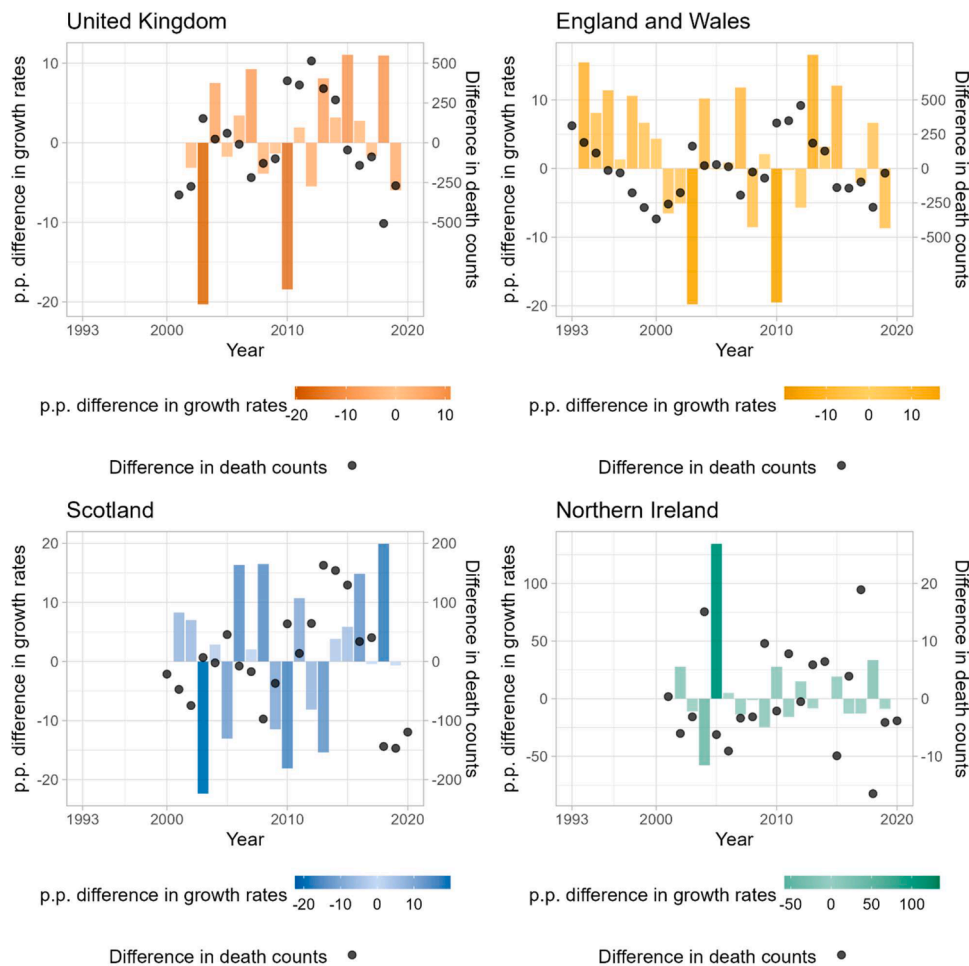 United Kingdom
England and Wales
p.p. difference in growth rates
10
0
-10
-20
500
250
0
-250
-500
Difference in death counts
1993
2000
2010
2020
Year
p.p. difference in growth rates
10
0
-10
-20
500
250
0
-250
-500
Difference in death counts
1993
2000
2010
2020
Year
p.p. difference in growth rates
-20 -10 0 10
Difference in death counts
p.p. difference in growth rates
-10 0 10
Difference in death counts
Scotland
Northern Ireland
p.p. difference in growth rates
20
10
0
-10
-20
200
100
0
-100
-200
Difference in death counts
1993
2000
2010
2020
Year
p.p. difference in growth rates
100
50
0
-50
20
10
0
-10
Difference in death counts
1993
2000
2010
2020
Year
p.p. difference in growth rates
-20 -10 0 10
Difference in death counts
p.p. difference in growth rates
-50 0 50 100
Difference in death counts